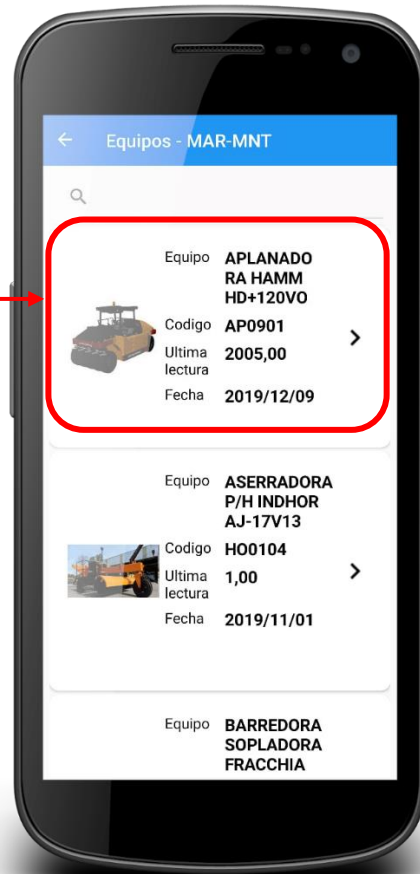 Equipos - MAR-MNT
Equipo APLANADO
RA HAMM
HD+120VO
Codigo AP0901
Ultima
lectura 2005,00
Fecha 2019/12/09
Equipo ASERRADORA
P/H INDHOR
AJ-17V13
Codigo HO0104
Ultima
lectura 1,00
Fecha 2019/11/01
Equipo BARREDORA
SOPLADORA
FRACCHIA